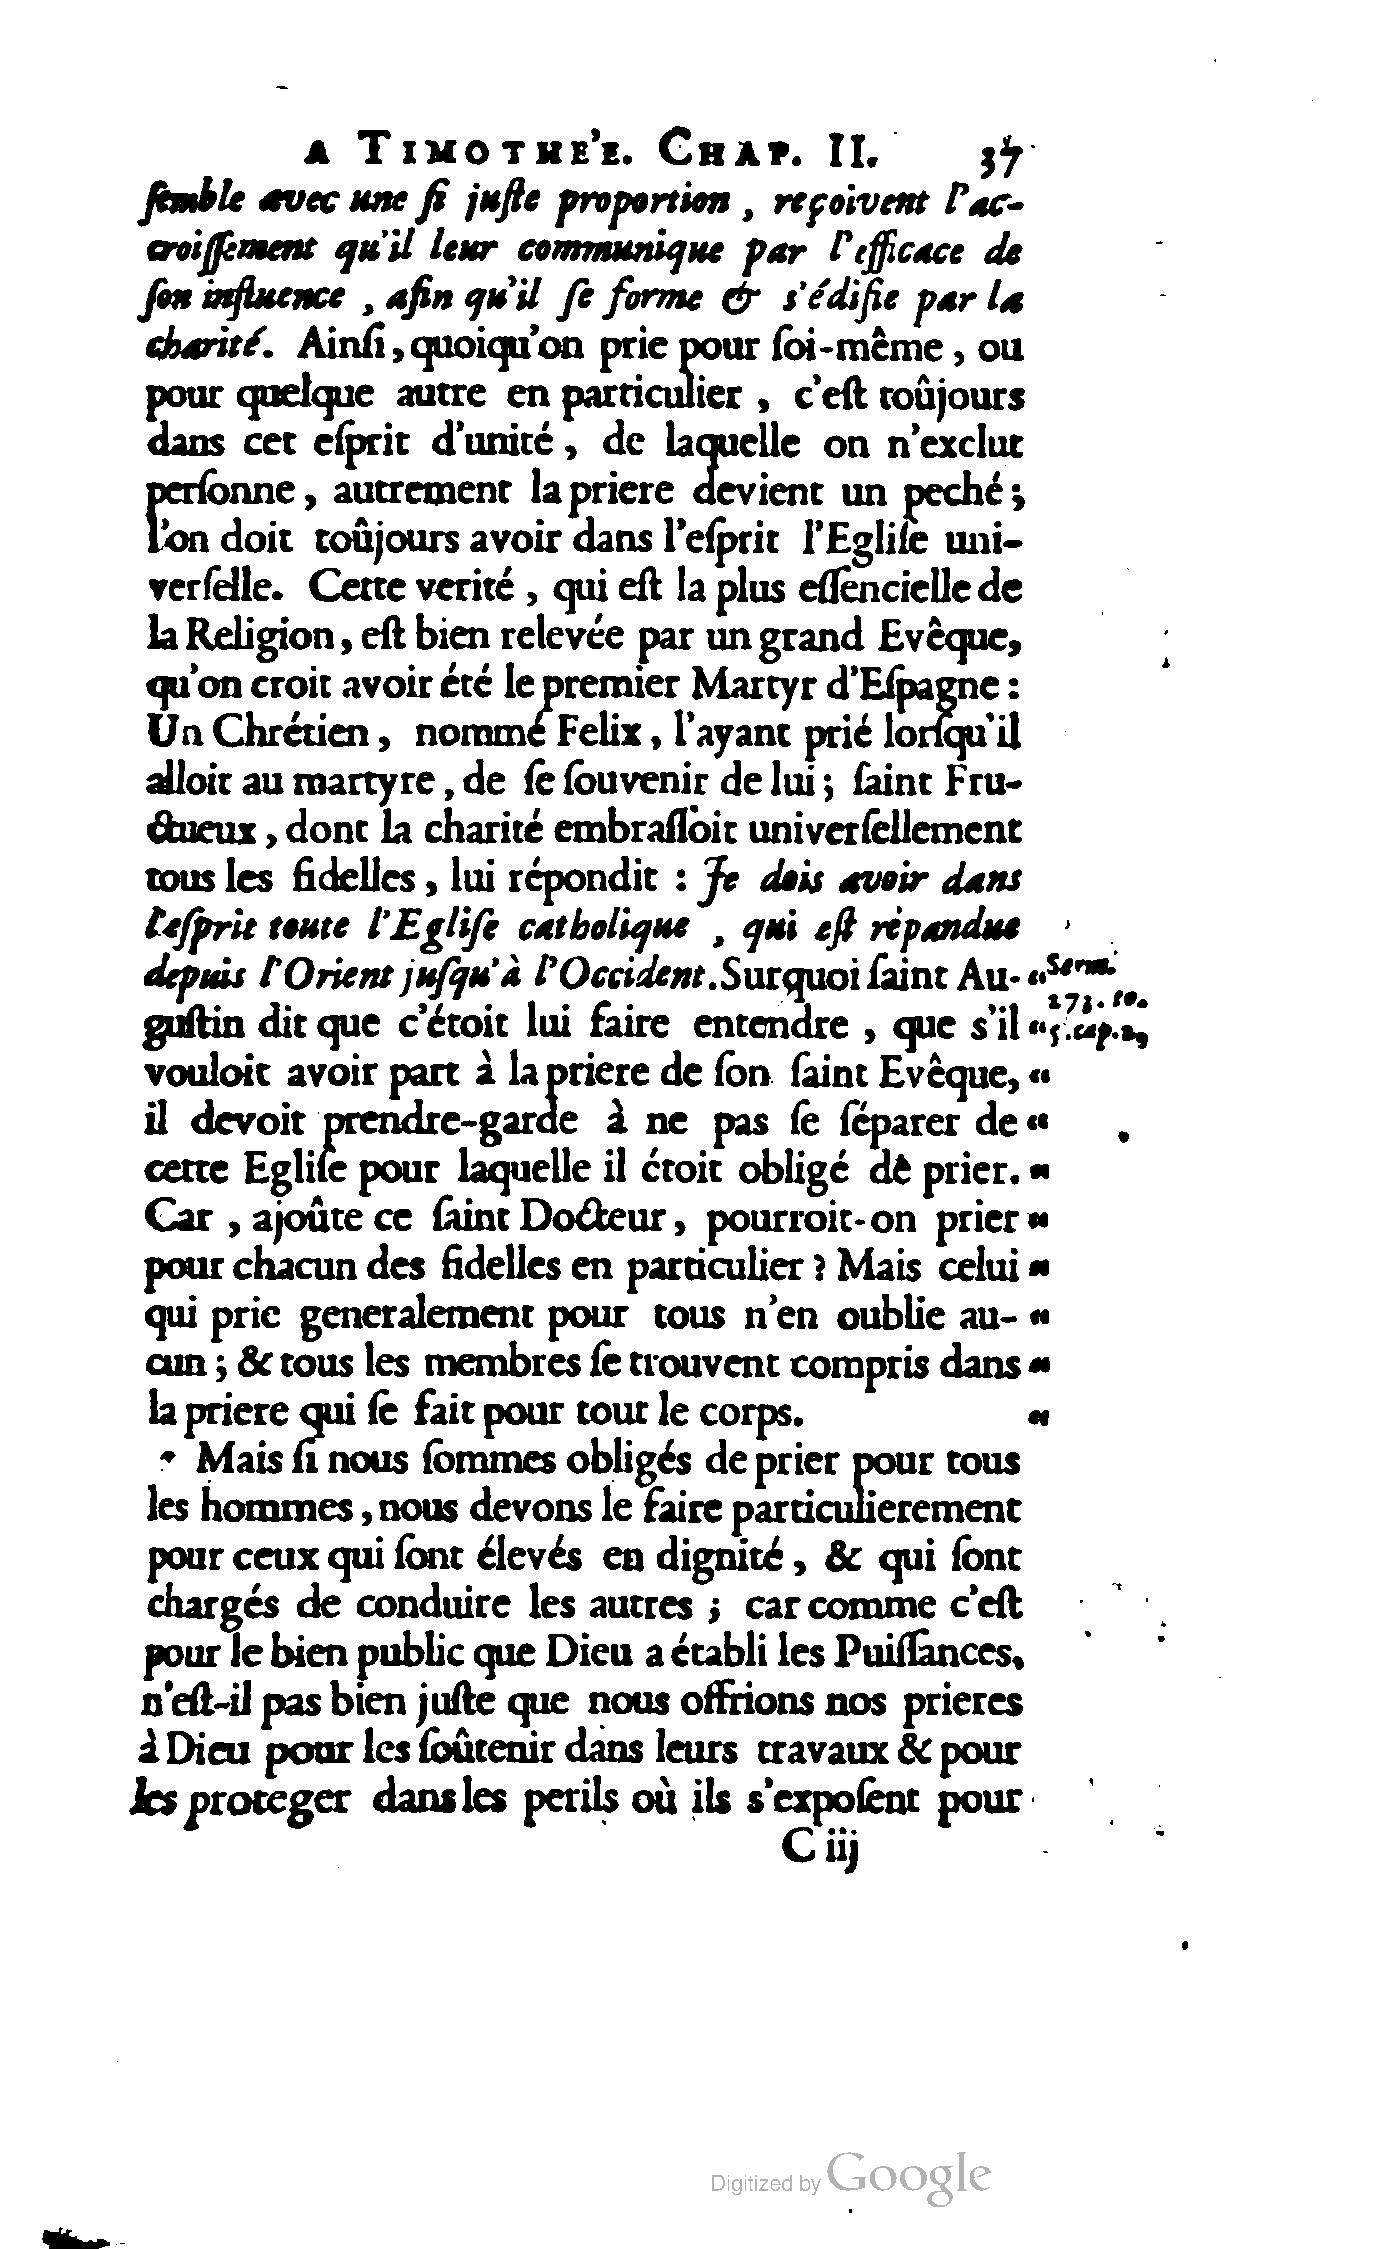 A TIMOTHE'E. CHAP. II. 37
ſemble avec une ſi juſte proportion, reçoivent l'ac-
croiſſement qu'il leur communique par l'efficace de
ſon influence, afin qu'il ſe forme & s'édifie par la
charité. Ainſi, quoiqu'on prie pour ſoi-même, ou
pour quelque autre en particulier, c'eſt toûjours
dans cet eſprit d'unité, de laquelle on n'exclut
perſonne, autrement la priere devient un peché;
l'on doit toûjours avoir dans l'eſprit l'Egliſe uni-
verſelle. Cette verité, qui eſt la plus eſſencielle de
la Religion, eſt bien relevée par un grand Evêque,
qu'on croit avoir été le premier Martyr d'Eſpagne:
Un Chrétien, nommé Felix, l'ayant prié lorſqu'il
alloit au martyre, de ſe ſouvenir de lui; ſaint Fru-
ctueux, dont la charité embraſſoit univerſellement
tous les fidelles, lui répondit: Je dois avoir dans
l'eſprit toute l'Egliſe catholique, qui eſt répandue
depuis l'Orient juſqu'à l'Occident. Surquoi ſaint Au- “ Serm.
guſtin dit que c'étoit lui faire entendre, que s'il “ 273. to. 5. cap. 2,
vouloit avoir part à la priere de ſon ſaint Evêque, “
il devoit prendre-garde à ne pas ſe ſéparer de “
cette Egliſe pour laquelle il étoit obligé de prier. “
Car, ajoûte ce ſaint Docteur, pourroit-on prier “
pour chacun des fidelles en particulier? Mais celui “
qui prie generalement pour tous n'en oublie au- “
cun; & tous les membres ſe trouvent compris dans “
la priere qui ſe fait pour tout le corps. “
Mais ſi nous ſommes obligés de prier pour tous
les hommes, nous devons le faire particulierement
pour ceux qui ſont élevés en dignité, & qui ſont
chargés de conduire les autres; car comme c'eſt
pour le bien public que Dieu a établi les Puiſſances,
n'eſt-il pas bien juſte que nous offrions nos prieres
à Dieu pour les ſoûtenir dans leurs travaux & pour
les proteger dans les perils où ils s'expoſent pour
C iij
Digitized by Google